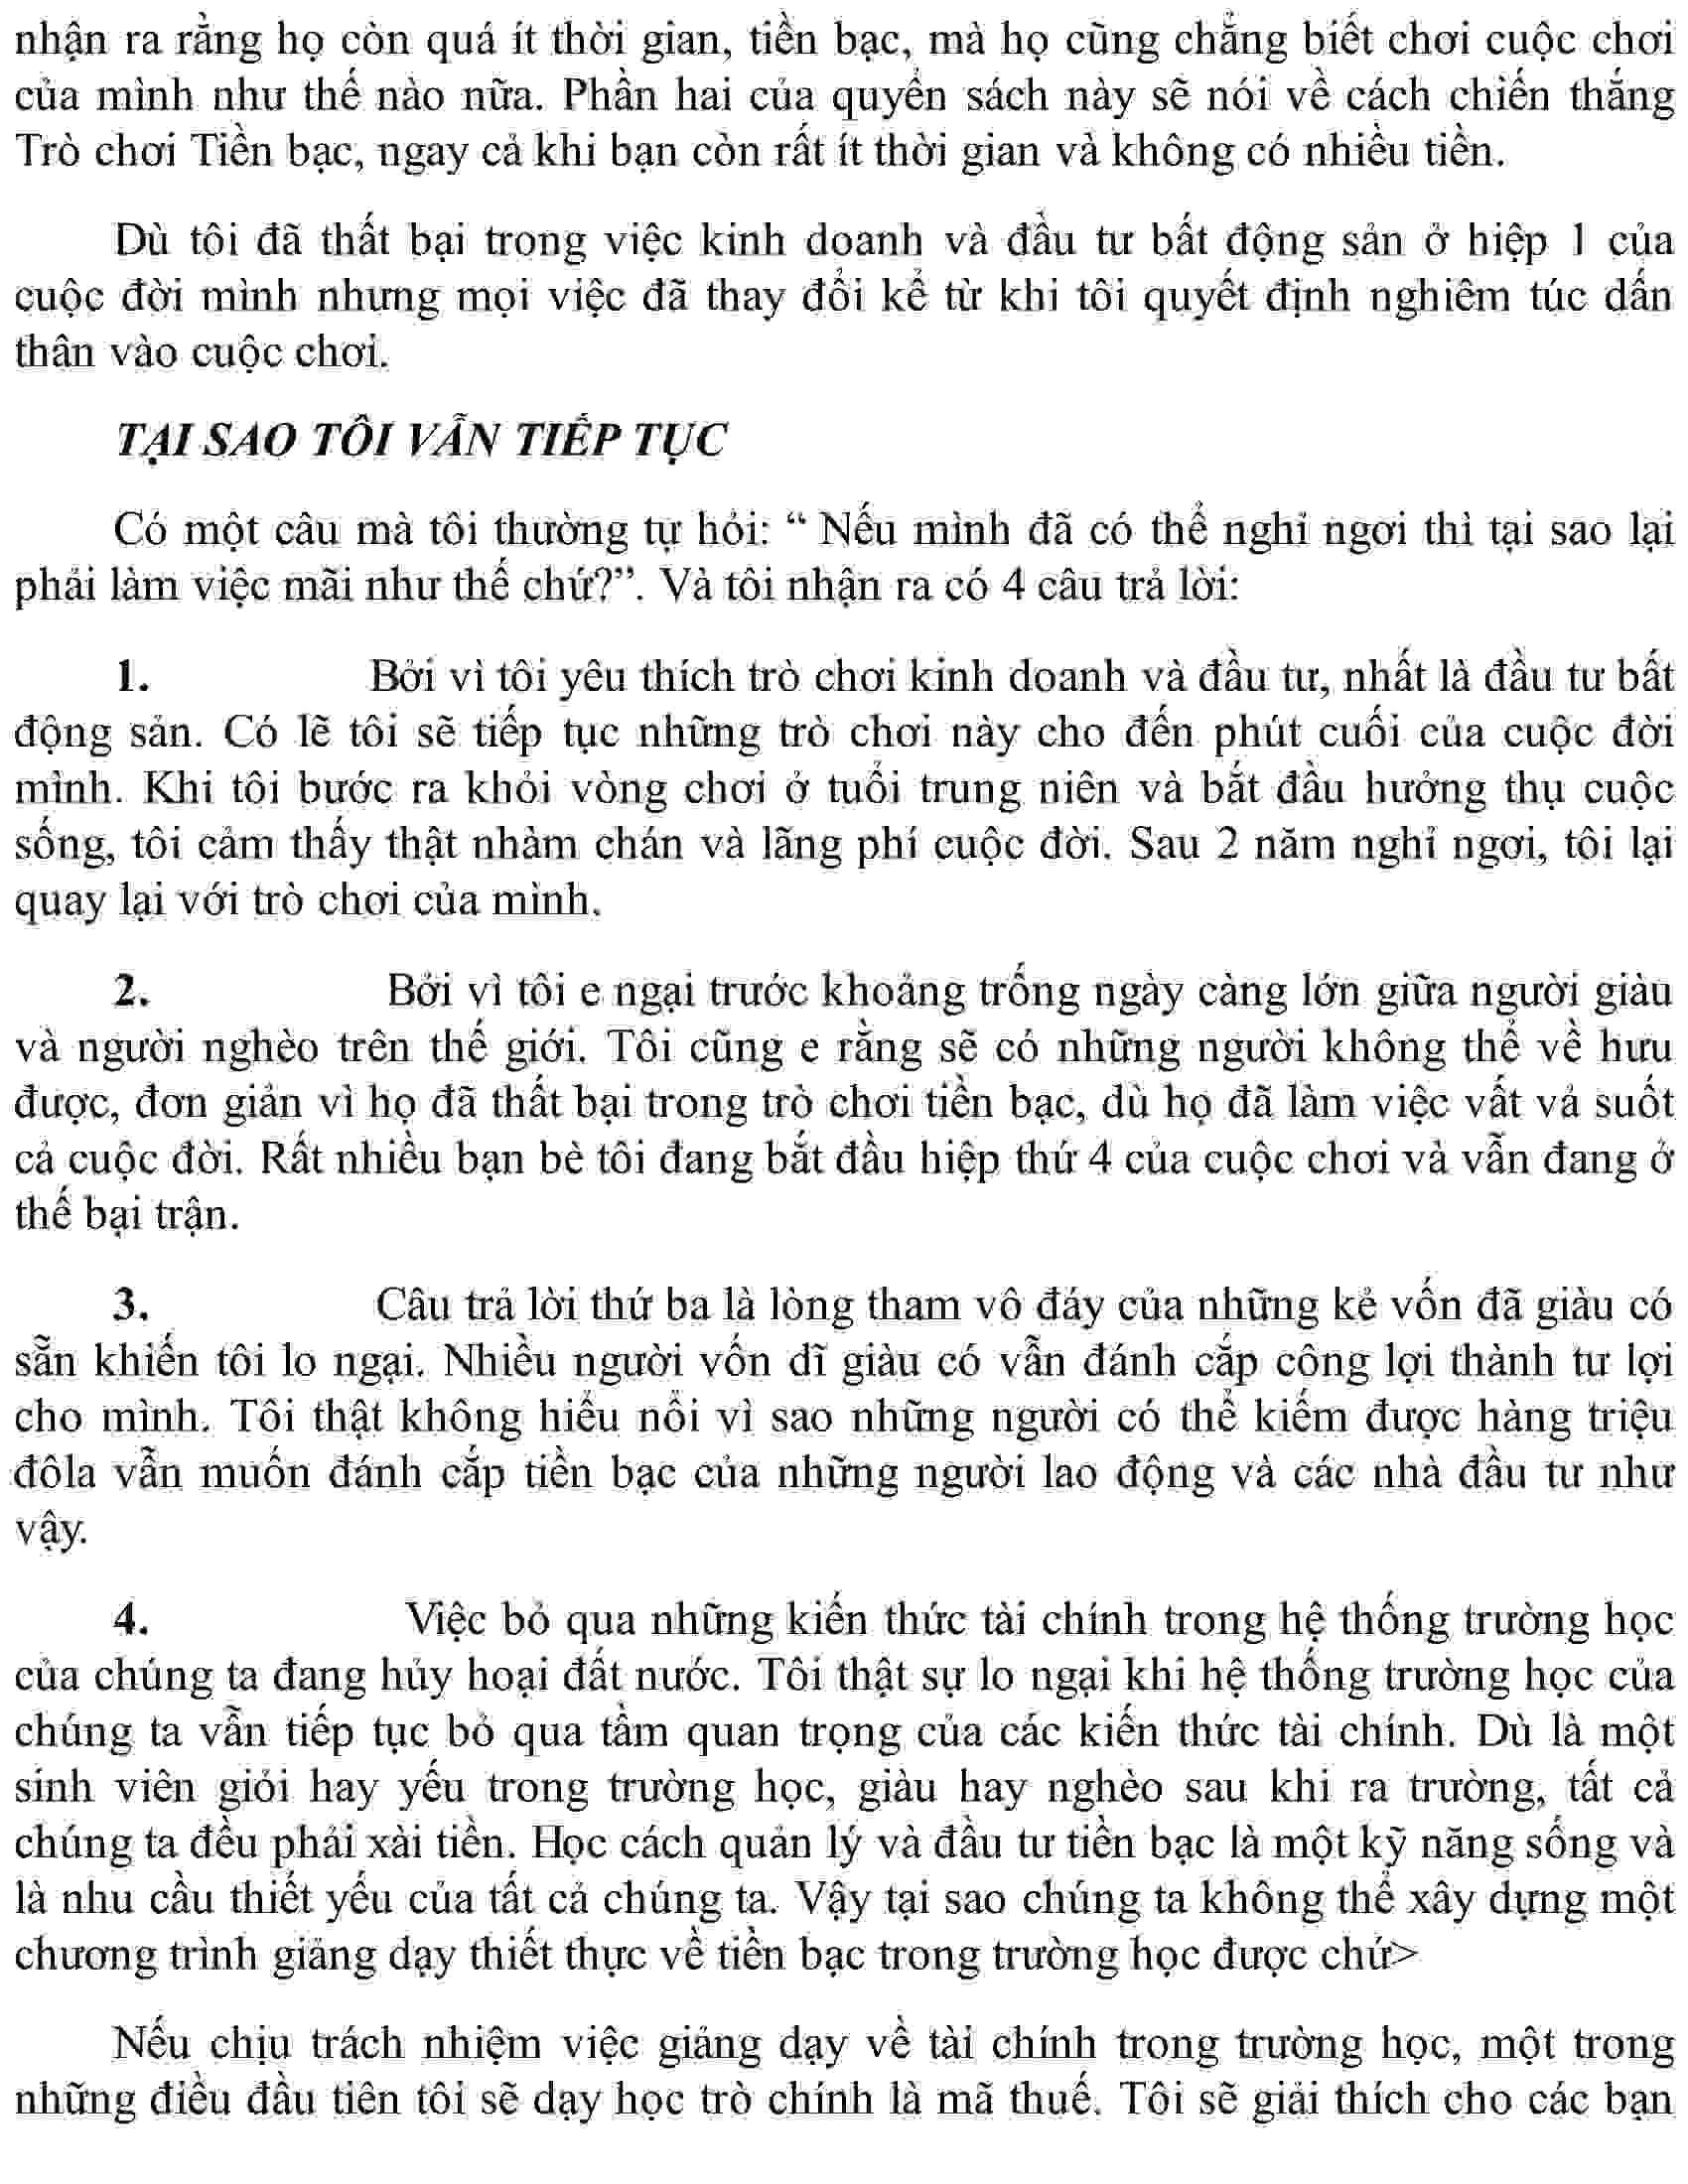 nhận ra rằng họ còn quá ít thời gian, tiền bạc, mà họ cũng chẳng biết chơi cuộc chơi
của mình như thế nào nữa. Phần hai của quyển sách này sẽ nói về cách chiến thắng
Trò chơi Tiền bạc, ngay cả khi bạn còn rất ít thời gian và không có nhiều tiền.
Dù tôi đã thất bại trong việc kinh doanh và đầu tư bất động sản ở hiệp 1 của
cuộc đời mình nhưng mọi việc đã thay đổi kể từ khi tôi quyết định nghiêm túc dấn
thân vào cuộc chơi.
TẠI SAO TÔI VẪN TIẾP TỤC
Có một câu mà tôi thường tự hỏi: “ Nếu mình đã có thể nghỉ ngơi thì tại sao lại
phải làm việc mãi như thế chứ?”. Và tôi nhận ra có 4 câu trả lời:
1. Bởi vì tôi yêu thích trò chơi kinh doanh và đầu tư, nhất là đầu tư bất
động sản. Có lẽ tôi sẽ tiếp tục những trò chơi này cho đến phút cuối của cuộc đời
mình. Khi tôi bước ra khỏi vòng chơi ở tuổi trung niên và bắt đầu hưởng thụ cuộc
sống, tôi cảm thấy thật nhàm chán và lãng phí cuộc đời. Sau 2 năm nghỉ ngơi, tôi lại
quay lại với trò chơi của mình.
2. Bởi vì tôi e ngại trước khoảng trống ngày càng lớn giữa người giàu
và người nghèo trên thế giới. Tôi cũng e rằng sẽ có những người không thể về hưu
được, đơn giản vì họ đã thất bại trong trò chơi tiền bạc, dù họ đã làm việc vất vả suốt
cả cuộc đời. Rất nhiều bạn bè tôi đang bắt đầu hiệp thứ 4 của cuộc chơi và vẫn đang ở
thế bại trận.
3. Câu trả lời thứ ba là lòng tham vô đáy của những kẻ vốn đã giàu có
sẵn khiến tôi lo ngại. Nhiều người vốn dĩ giàu có vẫn đánh cắp công lợi thành tư lợi
cho mình. Tôi thật không hiểu nổi vì sao những người có thể kiếm được hàng triệu
đôla vẫn muốn đánh cắp tiền bạc của những người lao động và các nhà đầu tư như
vậy.
4. Việc bỏ qua những kiến thức tài chính trong hệ thống trường học
của chúng ta đang hủy hoại đất nước. Tôi thật sự lo ngại khi hệ thống trường học của
chúng ta vẫn tiếp tục bỏ qua tầm quan trọng của các kiến thức tài chính. Dù là một
sinh viên giỏi hay yếu trong trường học, giàu hay nghèo sau khi ra trường, tất cả
chúng ta đều phải xài tiền. Học cách quản lý và đầu tư tiền bạc là một kỹ năng sống và
là nhu cầu thiết yếu của tất cả chúng ta. Vậy tại sao chúng ta không thể xây dựng một
chương trình giảng dạy thiết thực về tiền bạc trong trường học được chứ>
Nếu chịu trách nhiệm việc giảng dạy về tài chính trong trường học, một trong
những điều đầu tiên tôi sẽ dạy học trò chính là mã thuế. Tôi sẽ giải thích cho các bạn